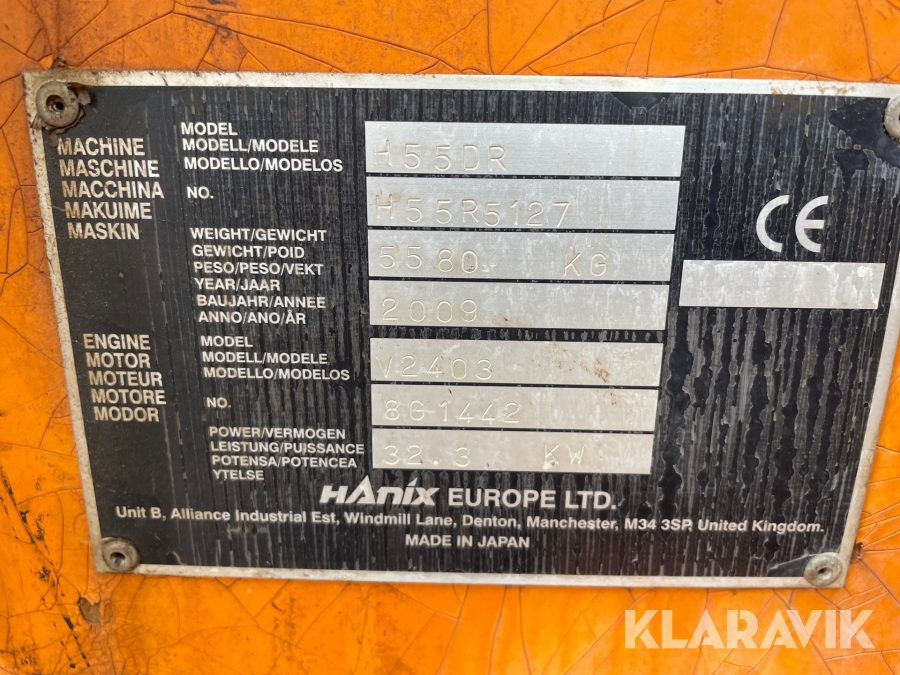 MACHINE
MASCHINE
MACCHINA
MAKUIME
MASKIN
MODEL
MODELL/MODELE
MODELLO/MODELOS
H55DR
NO.
H55R5127
WEIGHT/GEWICHT
GEWICHT/POID
PESO/PESO/VEKT
5580 KG
YEAR/JAAR
BAUJAHR/ANNEE
ANNO/ANO/ÅR
2009
CE
ENGINE
MOTOR
MOTEUR
MOTORE
MODOR
MODEL
MODELL/MODELE
MODELLO/MODELOS
V2403
NO.
8G1442
POWER/VERMOGEN
LEISTUNG/PUISSANCE
POTENSA/POTENCEA
YTELSE
32.3 KW
HANIX EUROPE LTD.
Unit B, Alliance Industrial Est, Windmill Lane, Denton, Manchester, M34 3SP. United Kingdom.
MADE IN JAPAN
KLARAVIK